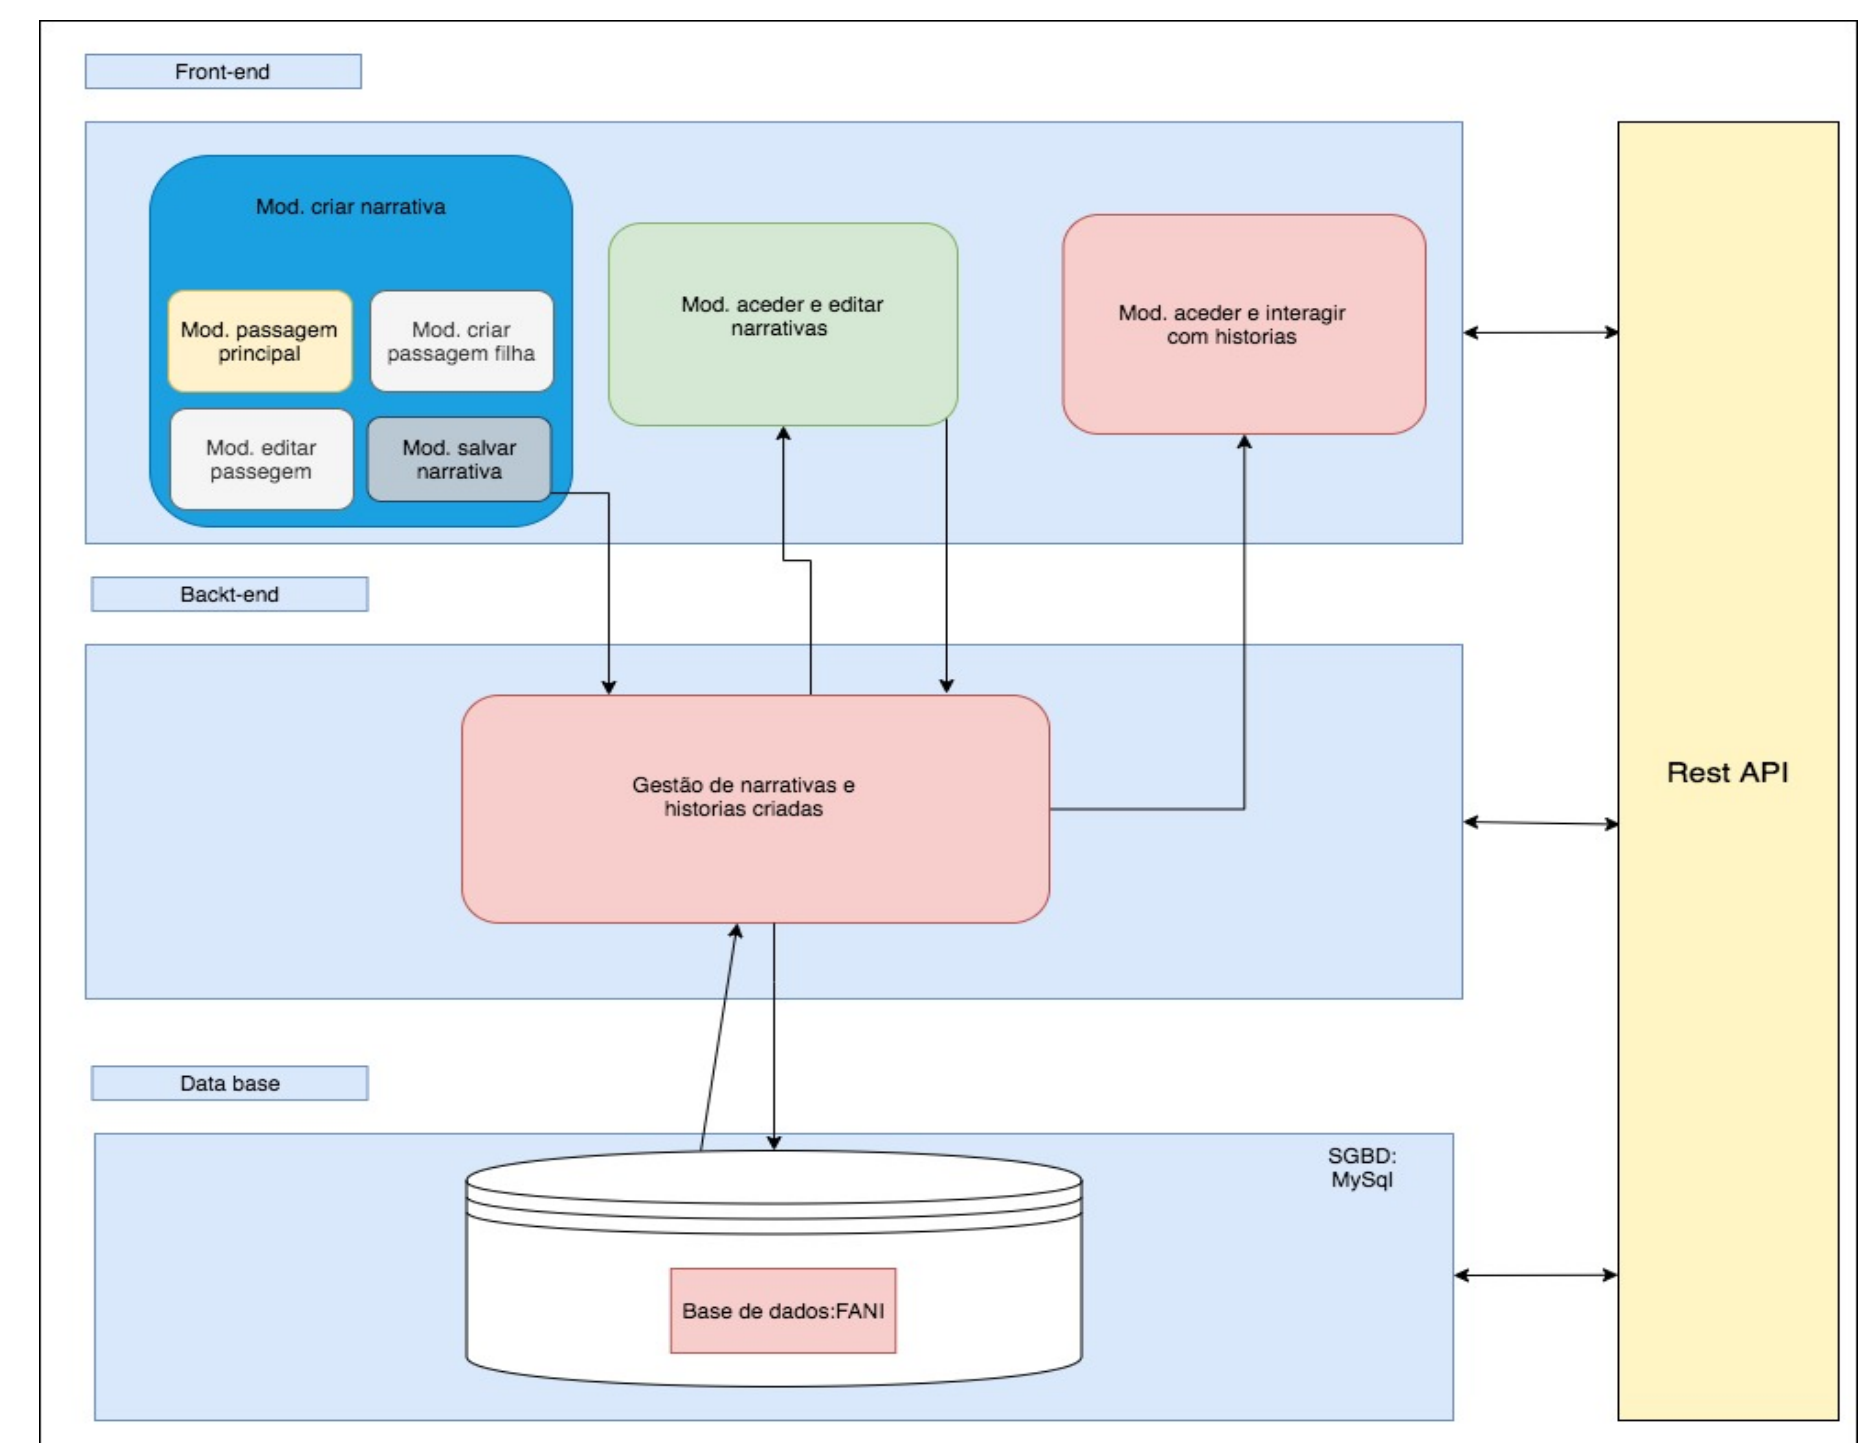 Front-end
Mod. criar narrativa
Mod. passagem
principal
Mod. criar
passagem filha
Mod. editar
passegem
Mod. salvar
narrativa
Mod. aceder e editar
narrativas
Mod. aceder e interagir
com historias
Rest API
Backt-end
Gestão de narrativas e
historias criadas
Data base
SGBD:
MySql
Base de dados:FANI